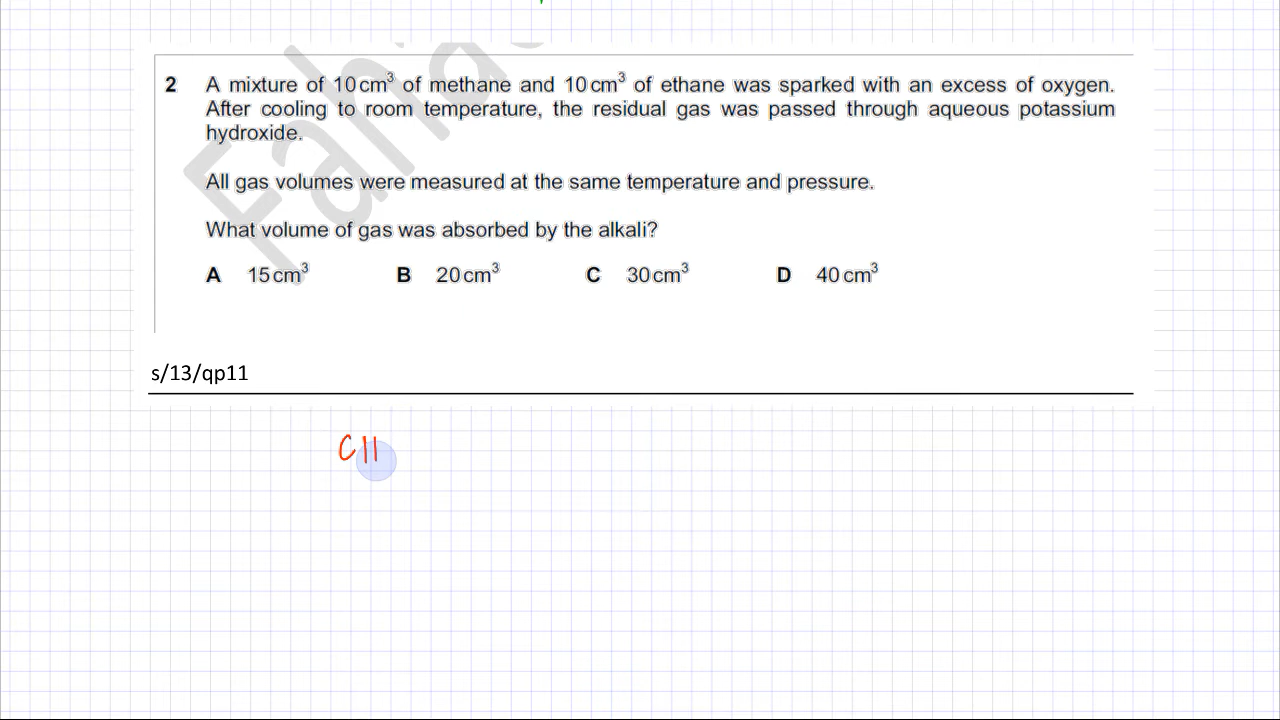 2 A mixture of 10 cm³ of methane and 10 cm³ of ethane was sparked with an excess of oxygen.
After cooling to room temperature, the residual gas was passed through aqueous potassium
hydroxide.
All gas volumes were measured at the same temperature and pressure.
What volume of gas was absorbed by the alkali?
A 15 cm³ B 20 cm³ C 30 cm³ D 40 cm³
s/13/qp11